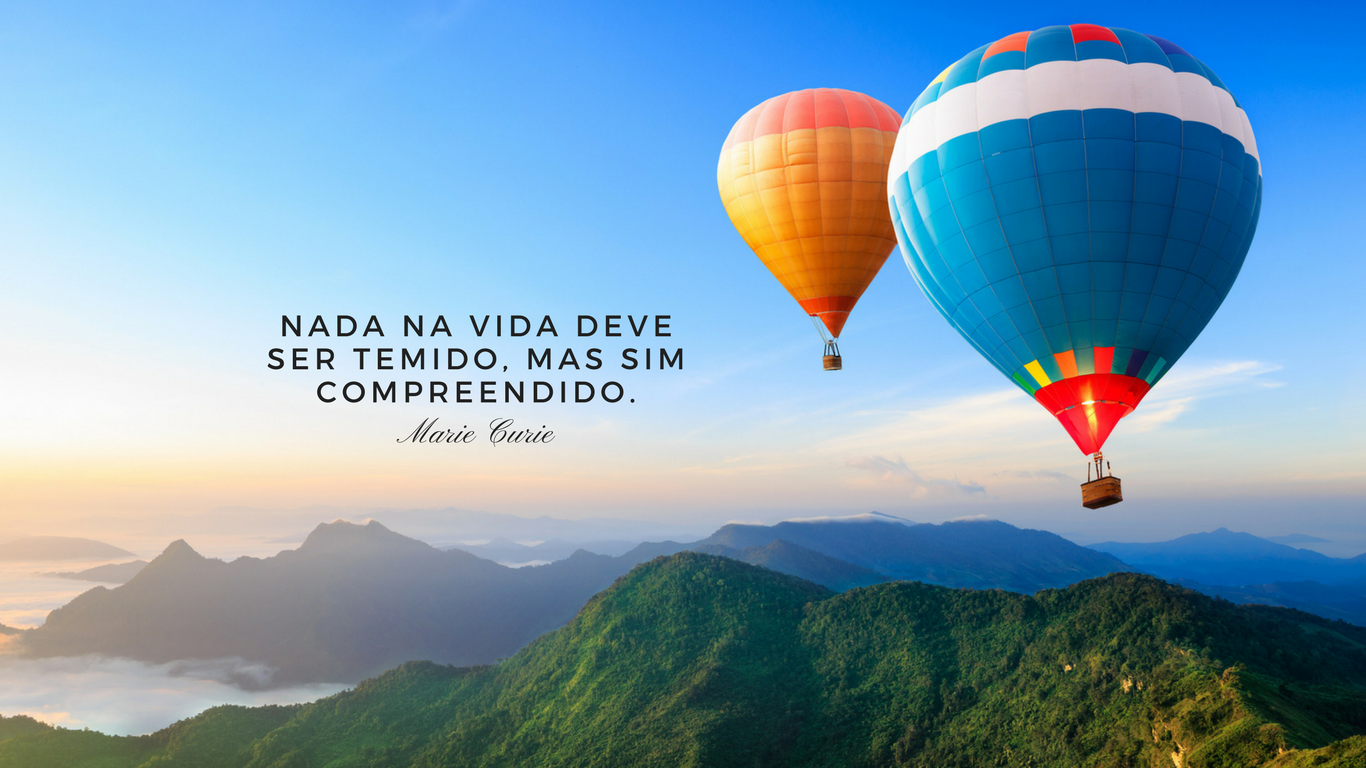 NADA NA VIDA DEVE
SER TEMIDO, MAS SIM
COMPREENDIDO.
Marie Curie